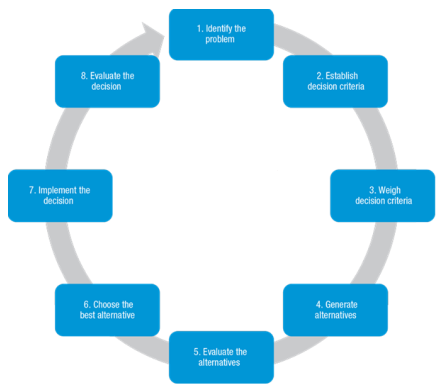 1. Identify the
problem
2. Establish
decision criteria
3. Weigh
decision criteria
4. Generate
alternatives
5. Evaluate the
alternatives
6. Choose the
best alternative
7. Implement the
decision
8. Evaluate the
decision